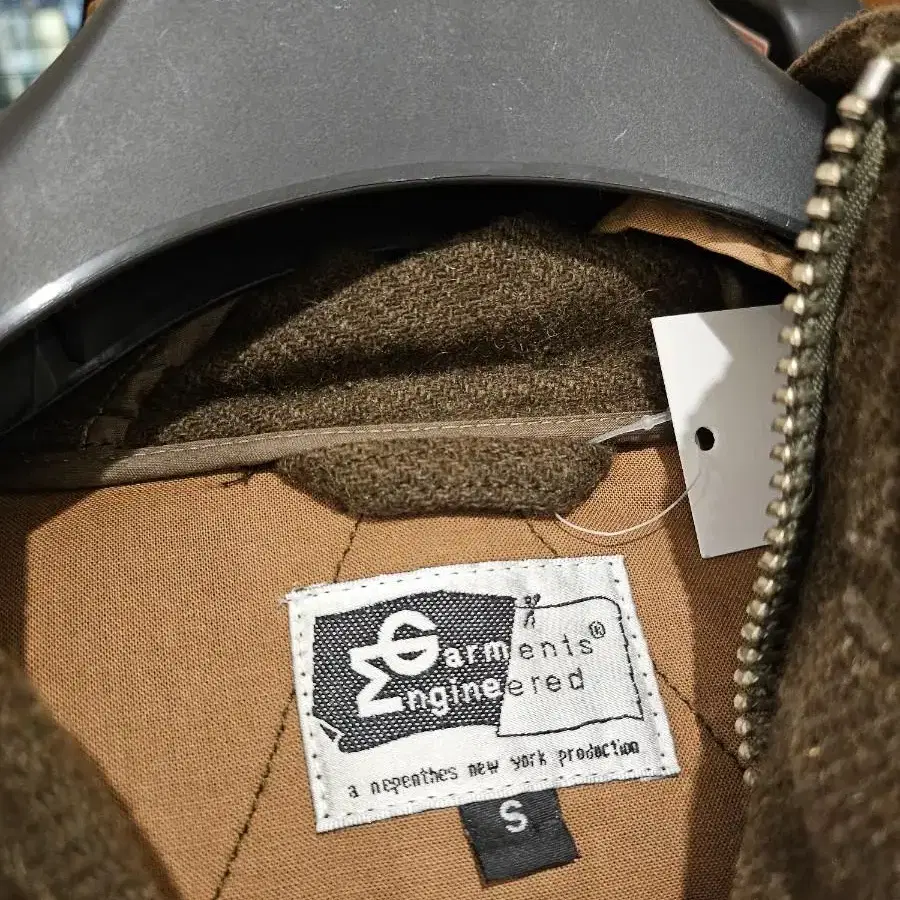 Garments®
Engineered
a nepenthes new york production
S